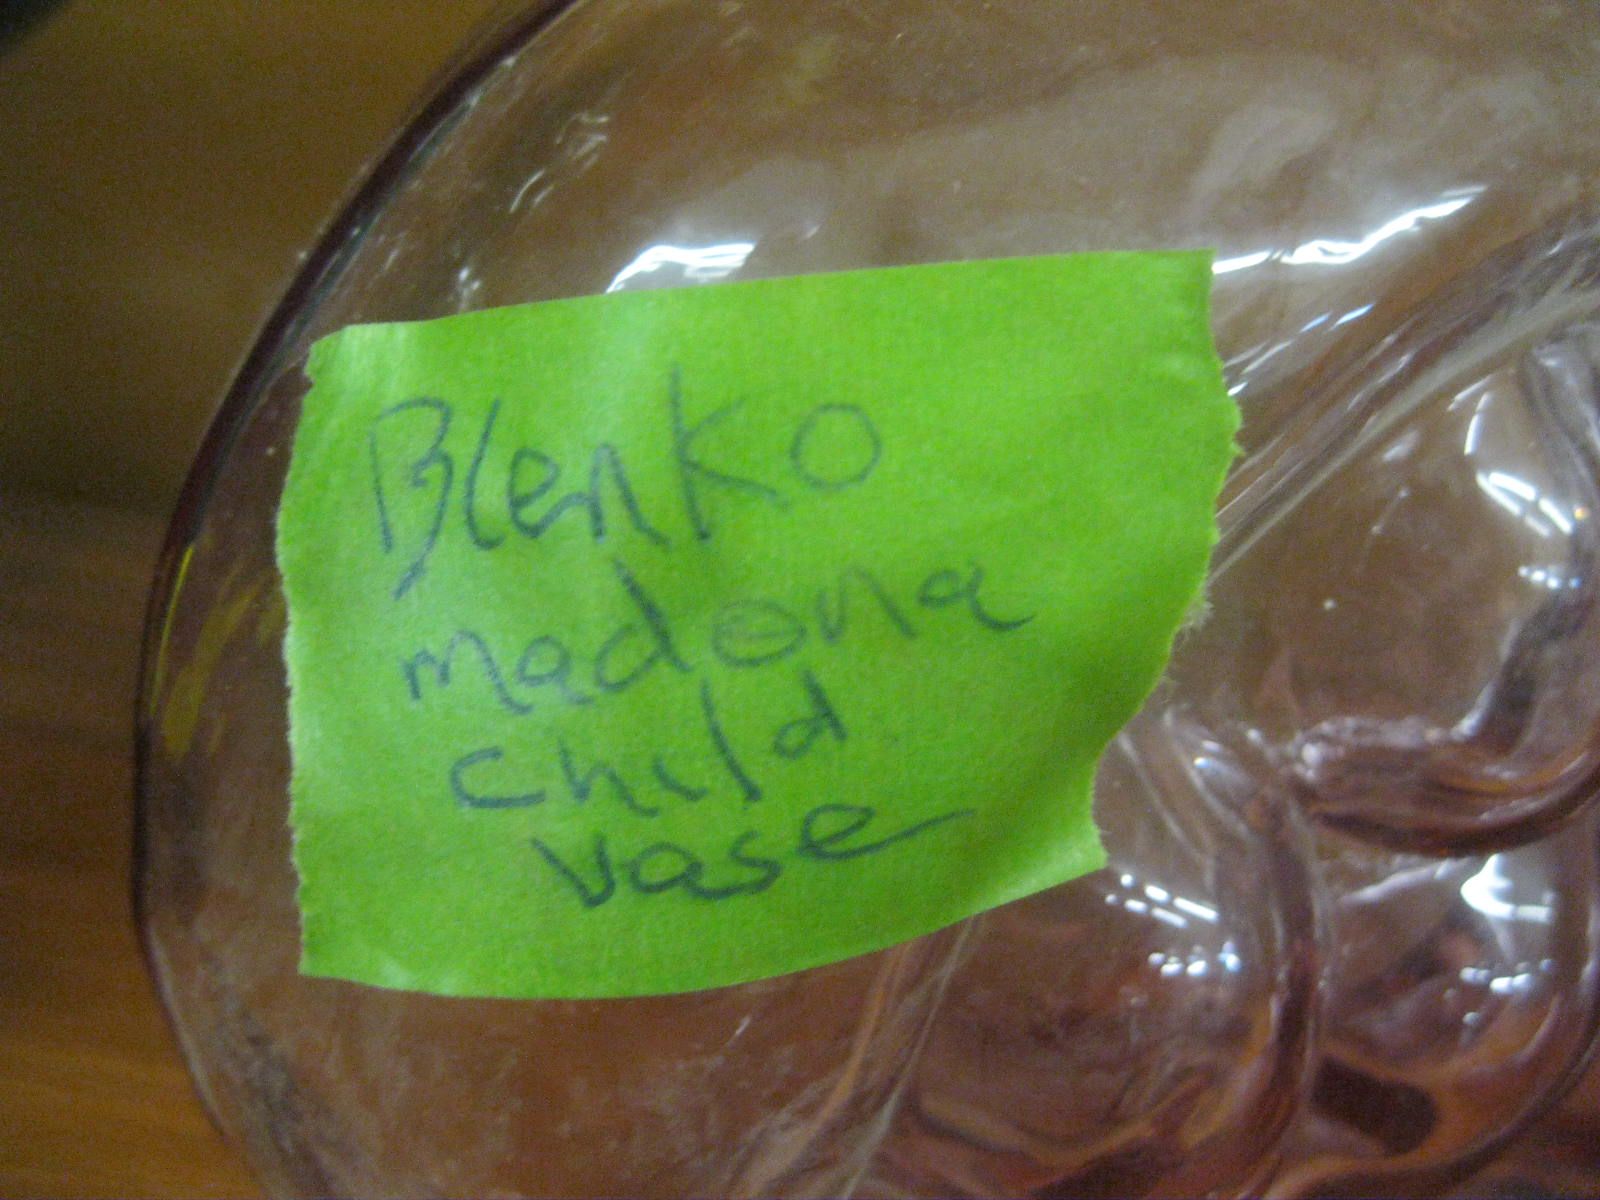 Blenko
madona
child
vase